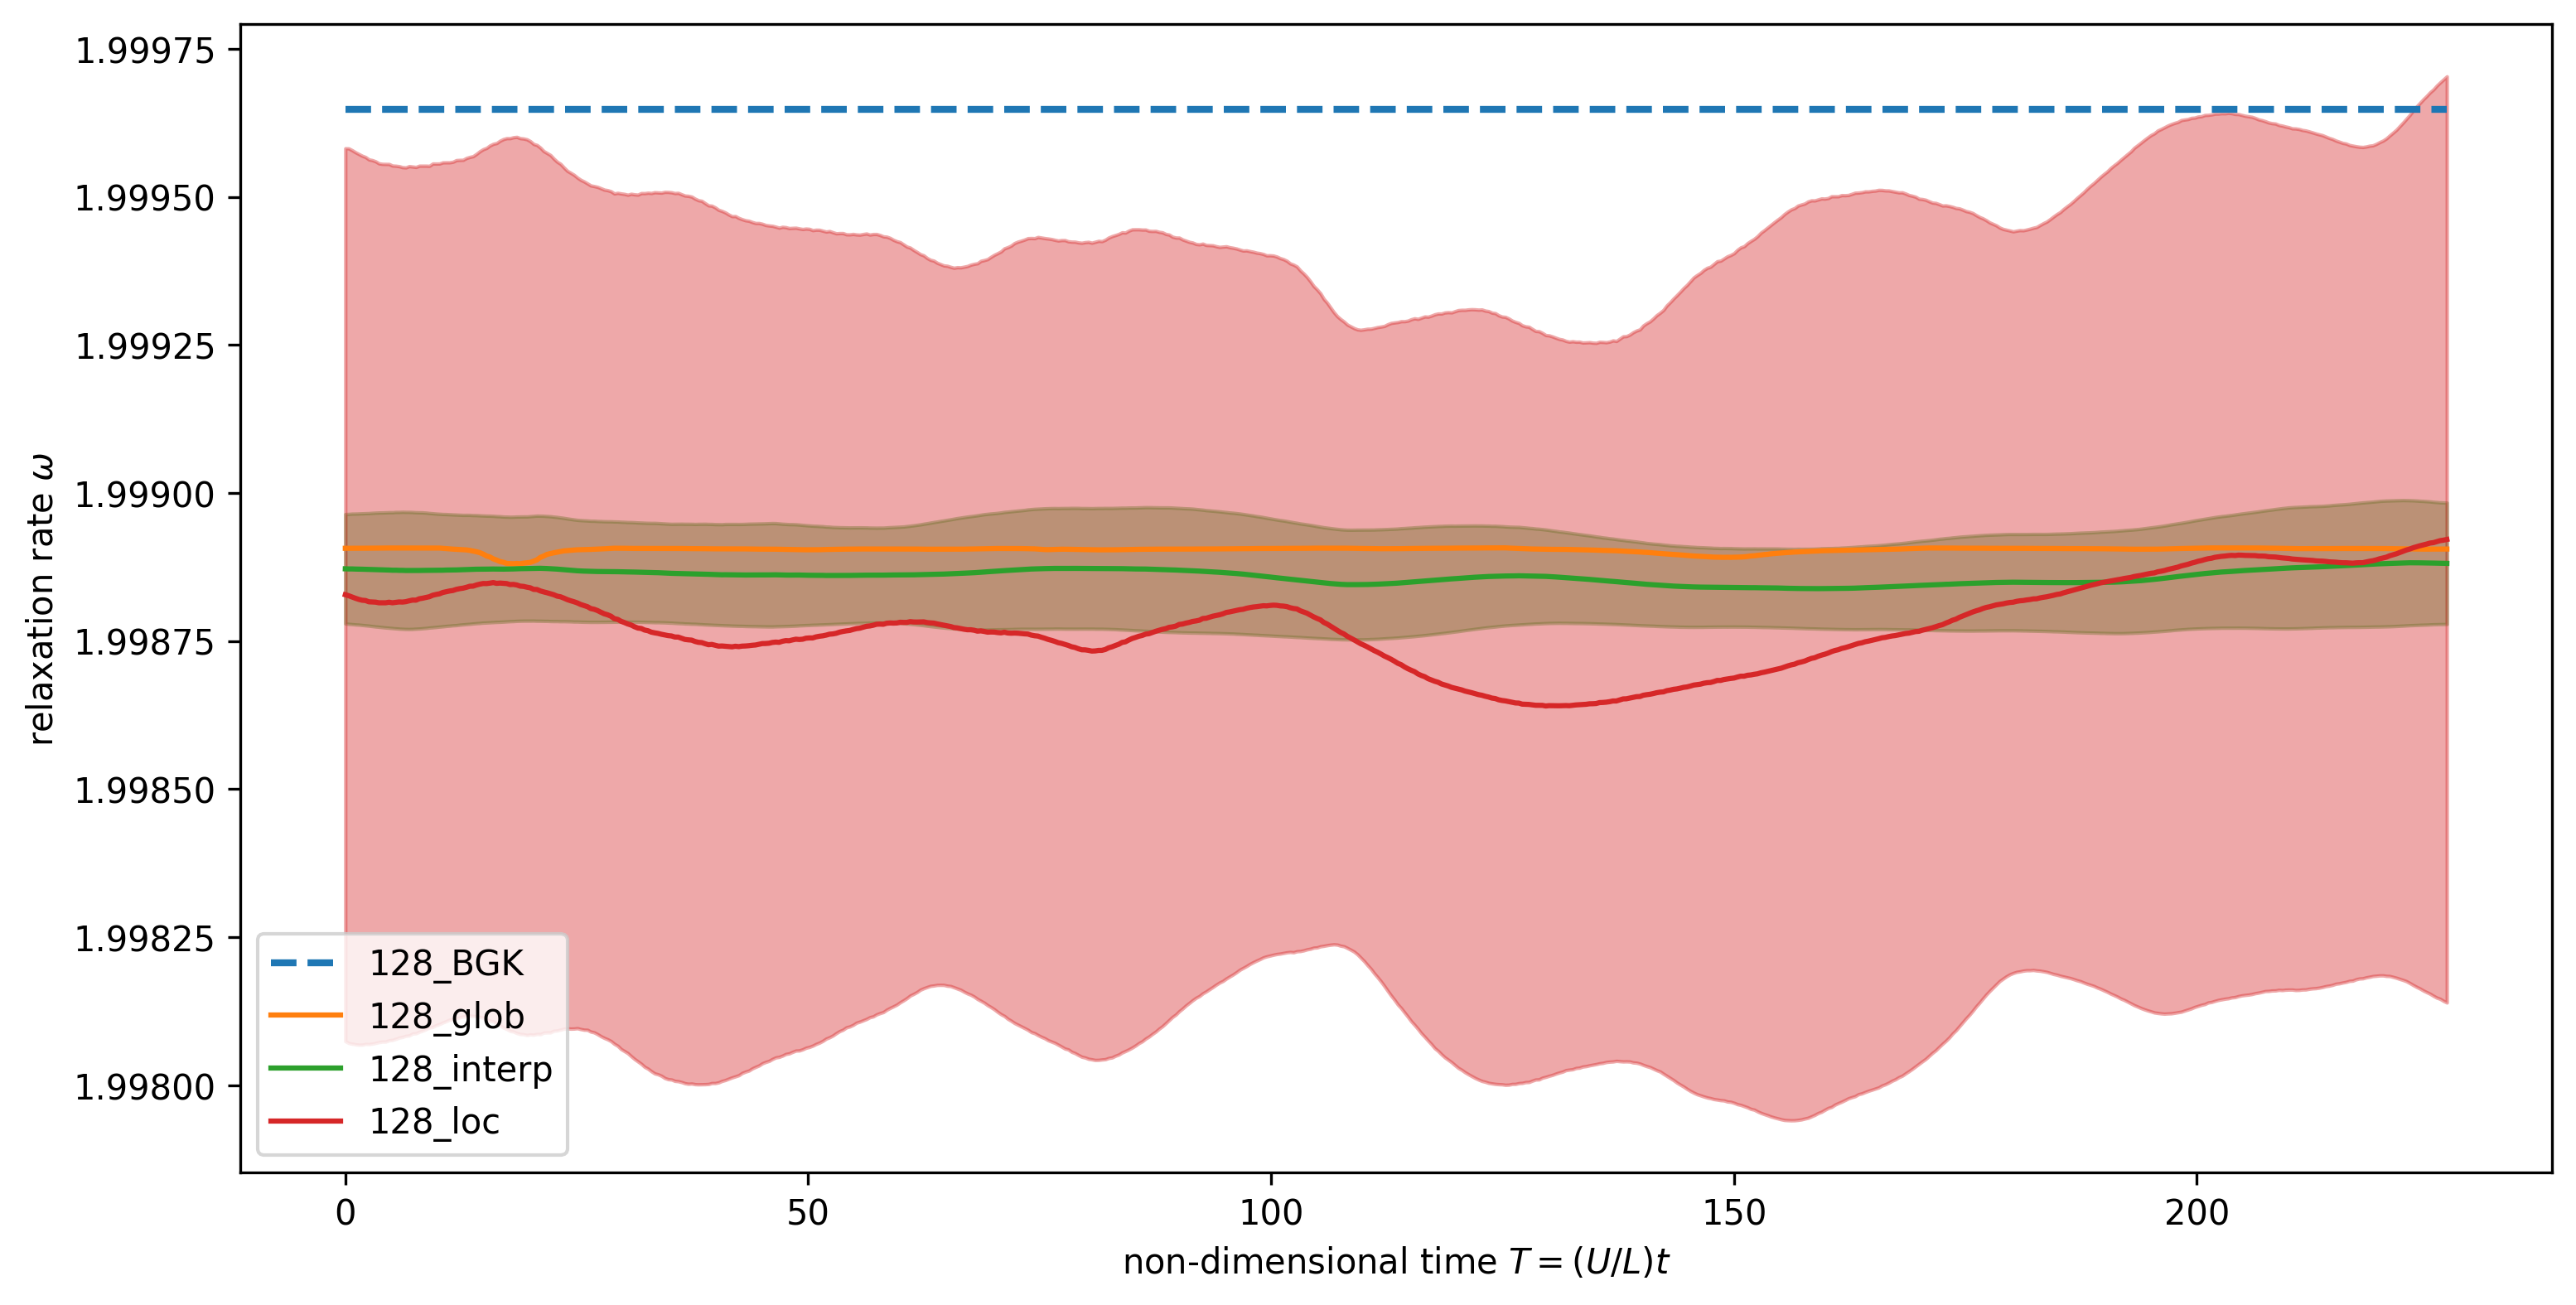 1.99975
1.99950
1.99925
1.99900
1.99875
1.99850
1.99825
1.99800
relaxation rate ω
128_BGK
128_glob
128_interp
128_loc
0 50 100 150 200
non-dimensional time T = (U/L)t